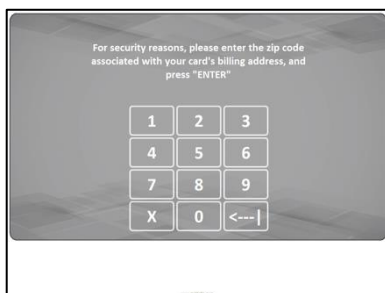 For security reasons, please enter the zip code
associated with your card's billing address, and
press "ENTER"
1 2 3
4 5 6
7 8 9
X 0 <---|